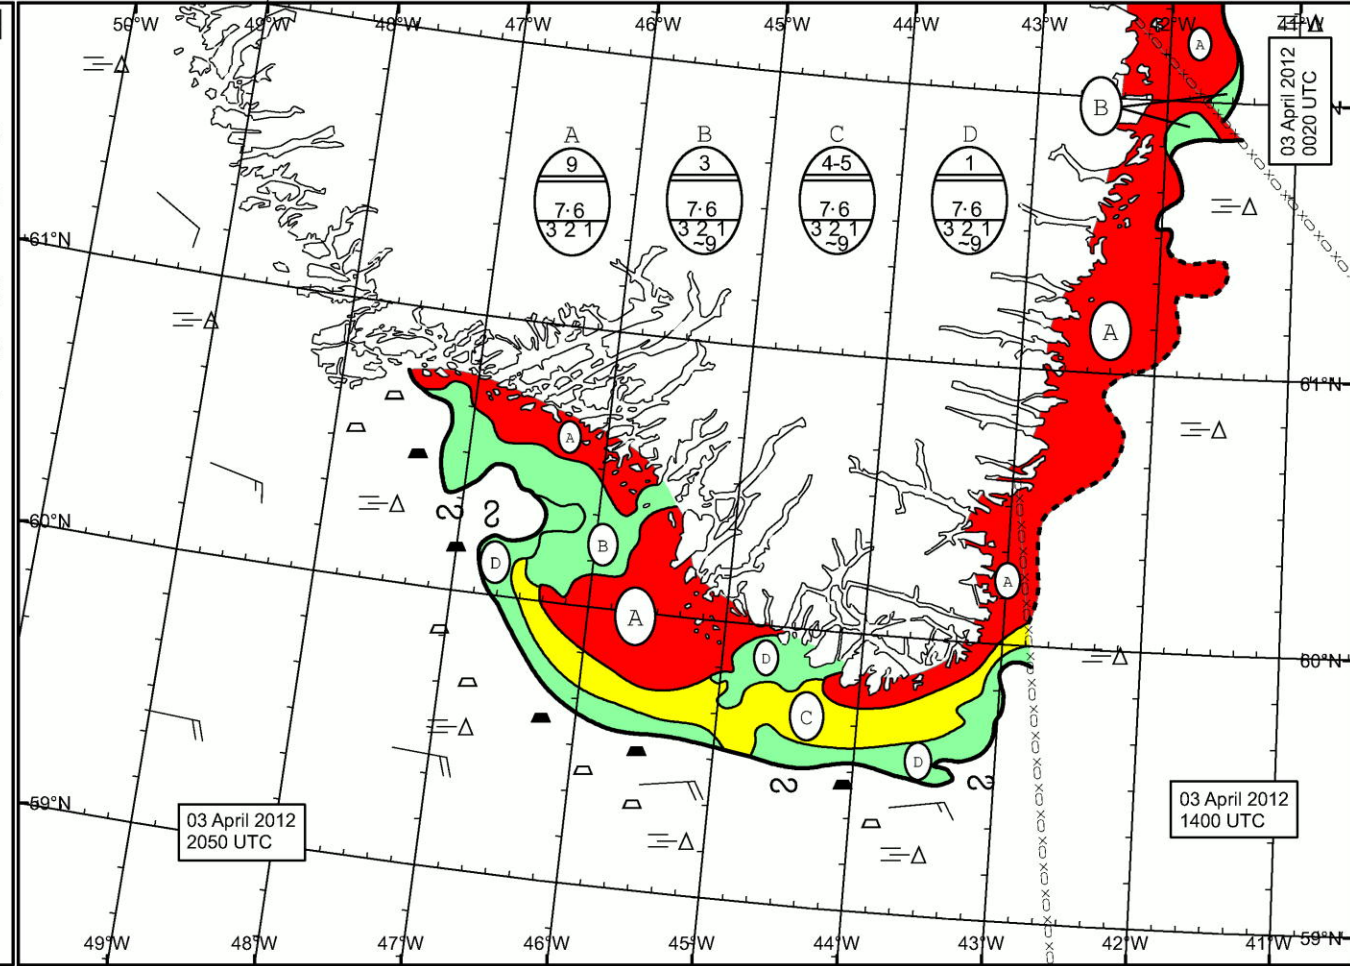 50°W 49°W 48°W 47°W 46°W 45°W 44°W 43°W 42°W 41°W
A
03 April 2012
0020 UTC
B
A B C D
9 3 4-5 1
7·6 7·6 7·6 7·6
3 2 1 3 2 1 3 2 1 3 2 1
~9 ~9 ~9
61°N
A
61°N
A
60°N
B
D
A
A
D
60°N
C
D
59°N
03 April 2012
2050 UTC
03 April 2012
1400 UTC
49°W 48°W 47°W 46°W 45°W 44°W 43°W 42°W 41°W 59°N